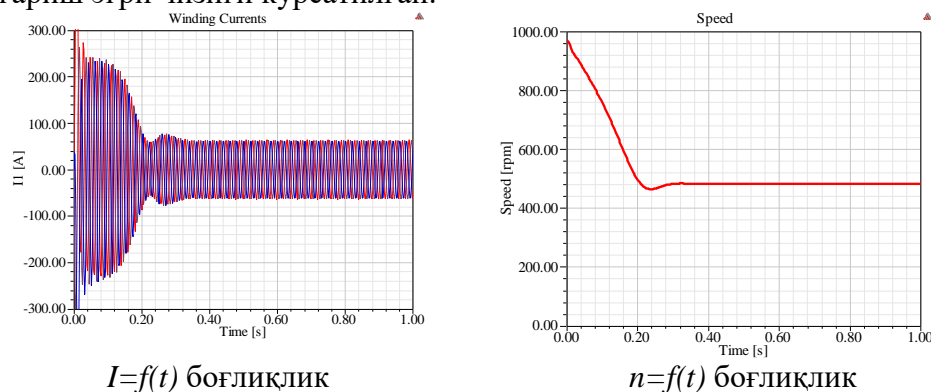 эгри чизиғи кўрсатилган.
Winding Currents
300.00
200.00
100.00
0.00
-100.00
-200.00
-300.00
I1 [A]
0.00 0.20 0.40 0.60 0.80 1.00
Time [s]
I=f(t) боғлиқлик
Speed
1000.00
800.00
600.00
400.00
200.00
0.00
Speed [rpm]
0.00 0.20 0.40 0.60 0.80 1.00
Time [s]
n=f(t) боғлиқлик